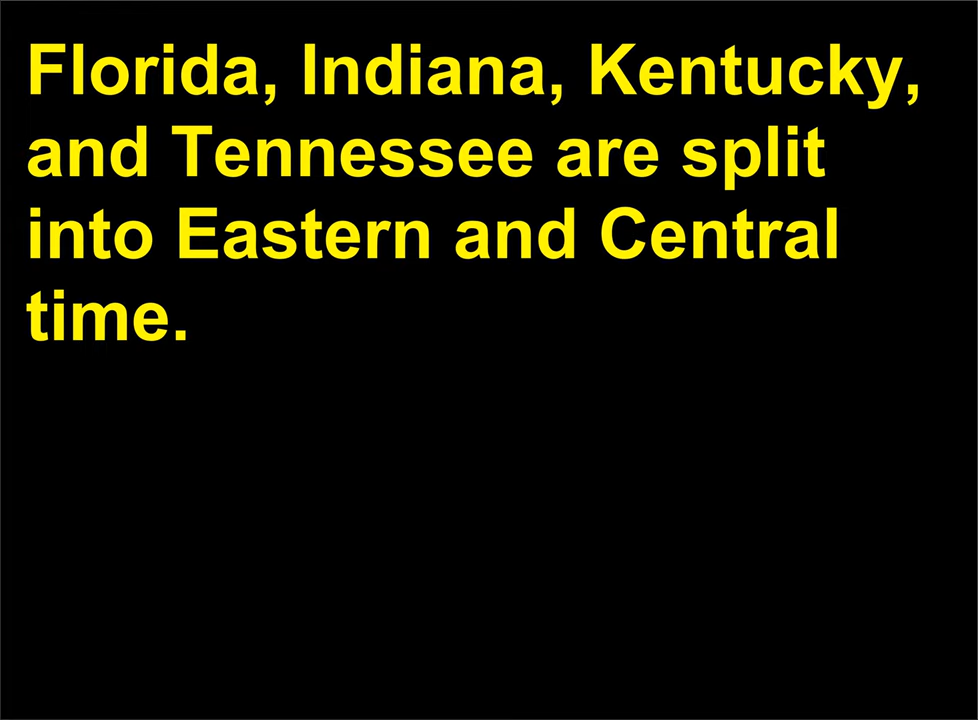 Florida, Indiana, Kentucky,
and Tennessee are split
into Eastern and Central
time.